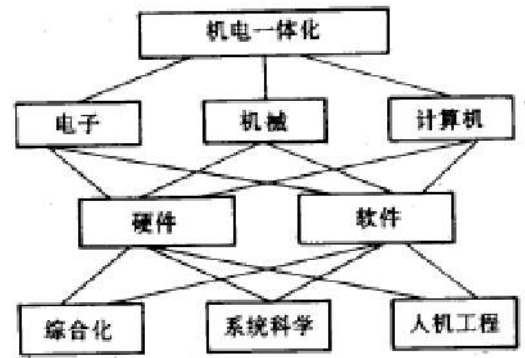 机电一体化
电子
机械
计算机
硬件
软件
综合化
系统科学
人机工程